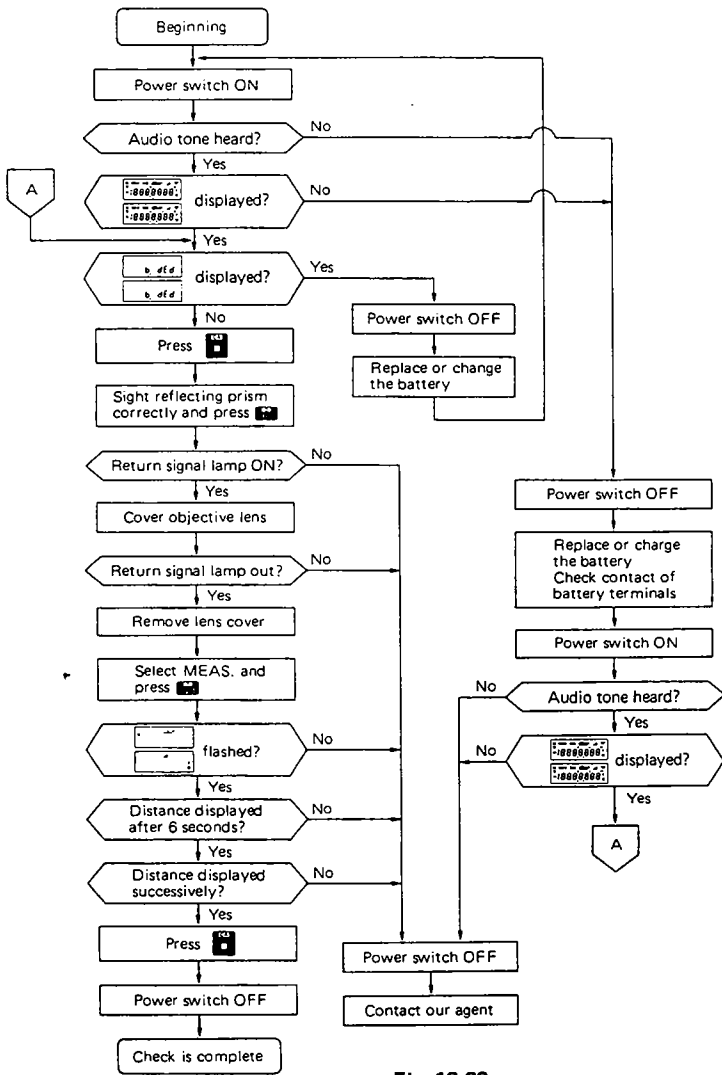 Beginning
Power switch ON
Audio tone heard?
No
Yes
A
displayed?
No
Yes
b. dEd
b. dEd
displayed?
Yes
No
Power switch OFF
Replace or change
the battery
Press
Sight reflecting prism
correctly and press
Return signal lamp ON?
No
Yes
Cover objective lens
Return signal lamp out?
No
Yes
Remove lens cover
Select MEAS. and
press
flashed?
No
Yes
Distance displayed
after 6 seconds?
No
Yes
Distance displayed
successively?
No
Yes
Press
Power switch OFF
Check is complete
Power switch OFF
Replace or charge
the battery
Check contact of
battery terminals
Power switch ON
Audio tone heard?
No
Yes
displayed?
No
Yes
A
Power switch OFF
Contact our agent